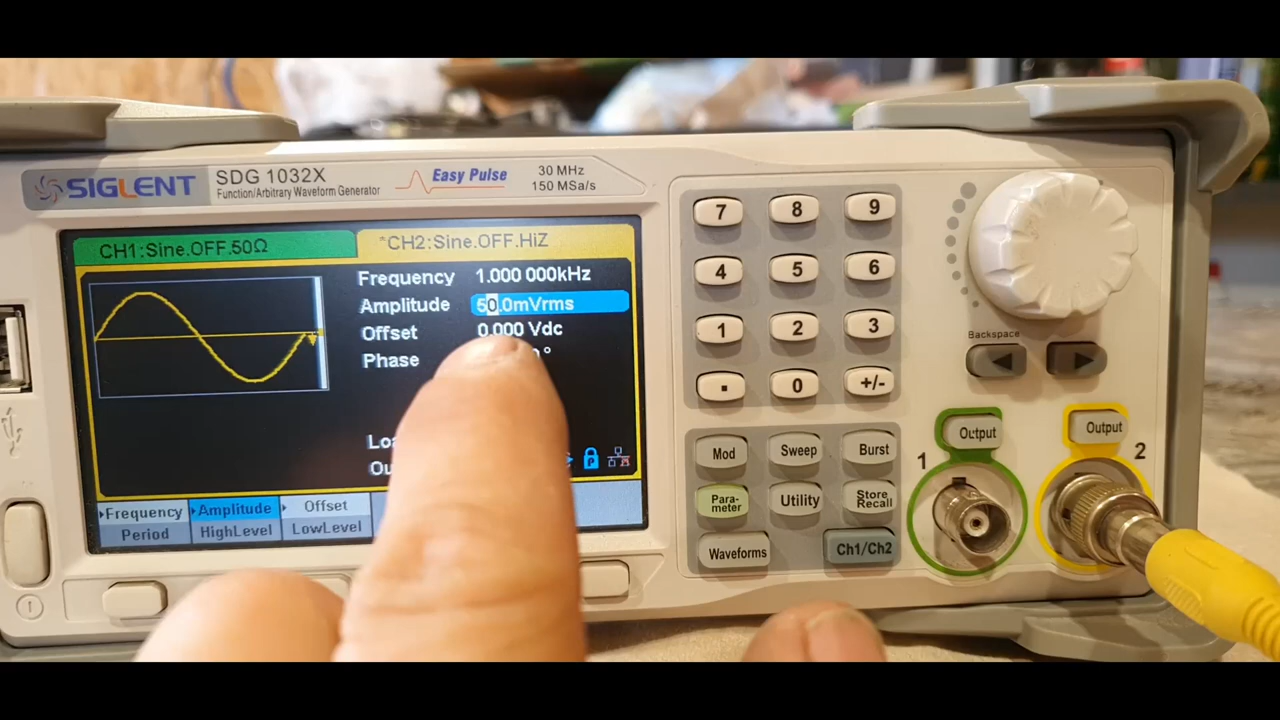 SIGLENT
SDG 1032X
Function/Arbitrary Waveform Generator
Easy Pulse
30 MHz
150 MSa/s
CH1:Sine.OFF.50Ω
*CH2:Sine.OFF.HiZ
Frequency 1.000 000kHz
Amplitude 50.0mVrms
Offset 0.000 Vdc
Phase °
Frequency
Period
Amplitude
HighLevel
Offset
LowLevel
7 8 9
4 5 6
1 2 3
. 0 +/-
Mod Sweep Burst
Para-
meter
Utility
Store
Recall
Waveforms
Ch1/Ch2
Backspace
1 Output
Output 2